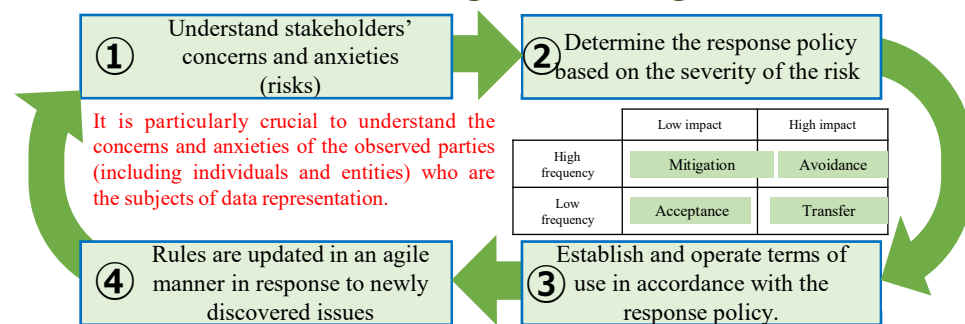 ①
Understand stakeholders’
concerns and anxieties
(risks)
②
Determine the response policy
based on the severity of the risk
It is particularly crucial to understand the
concerns and anxieties of the observed parties
(including individuals and entities) who are
the subjects of data representation.
Low impact
High impact
High
frequency
Mitigation
Avoidance
Low
frequency
Acceptance
Transfer
③
Establish and operate terms of
use in accordance with the
response policy.
④
Rules are updated in an agile
manner in response to newly
discovered issues